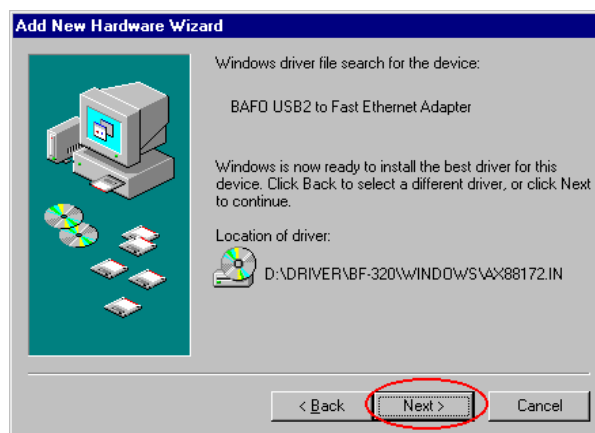 Add New Hardware Wizard
Windows driver file search for the device:
BAFO USB2 to Fast Ethernet Adapter
Windows is now ready to install the best driver for this
device. Click Back to select a different driver, or click Next
to continue.
Location of driver:
D:\DRIVER\BF-320\WINDOWS\AX88172.IN
< Back
Next >
Cancel